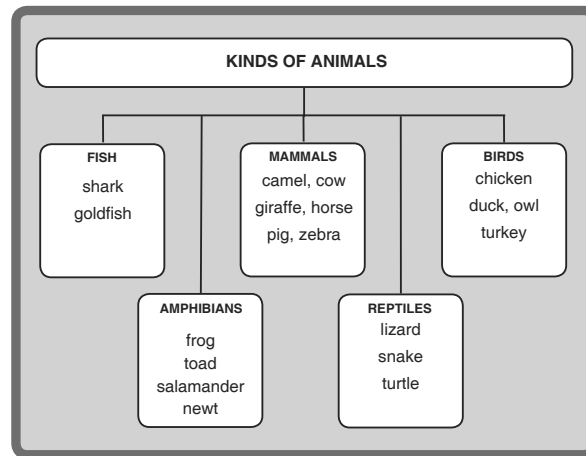 KINDS OF ANIMALS
FISH
shark
goldfish
MAMMALS
camel, cow
giraffe, horse
pig, zebra
BIRDS
chicken
duck, owl
turkey
AMPHIBIANS
frog
toad
salamander
newt
REPTILES
lizard
snake
turtle